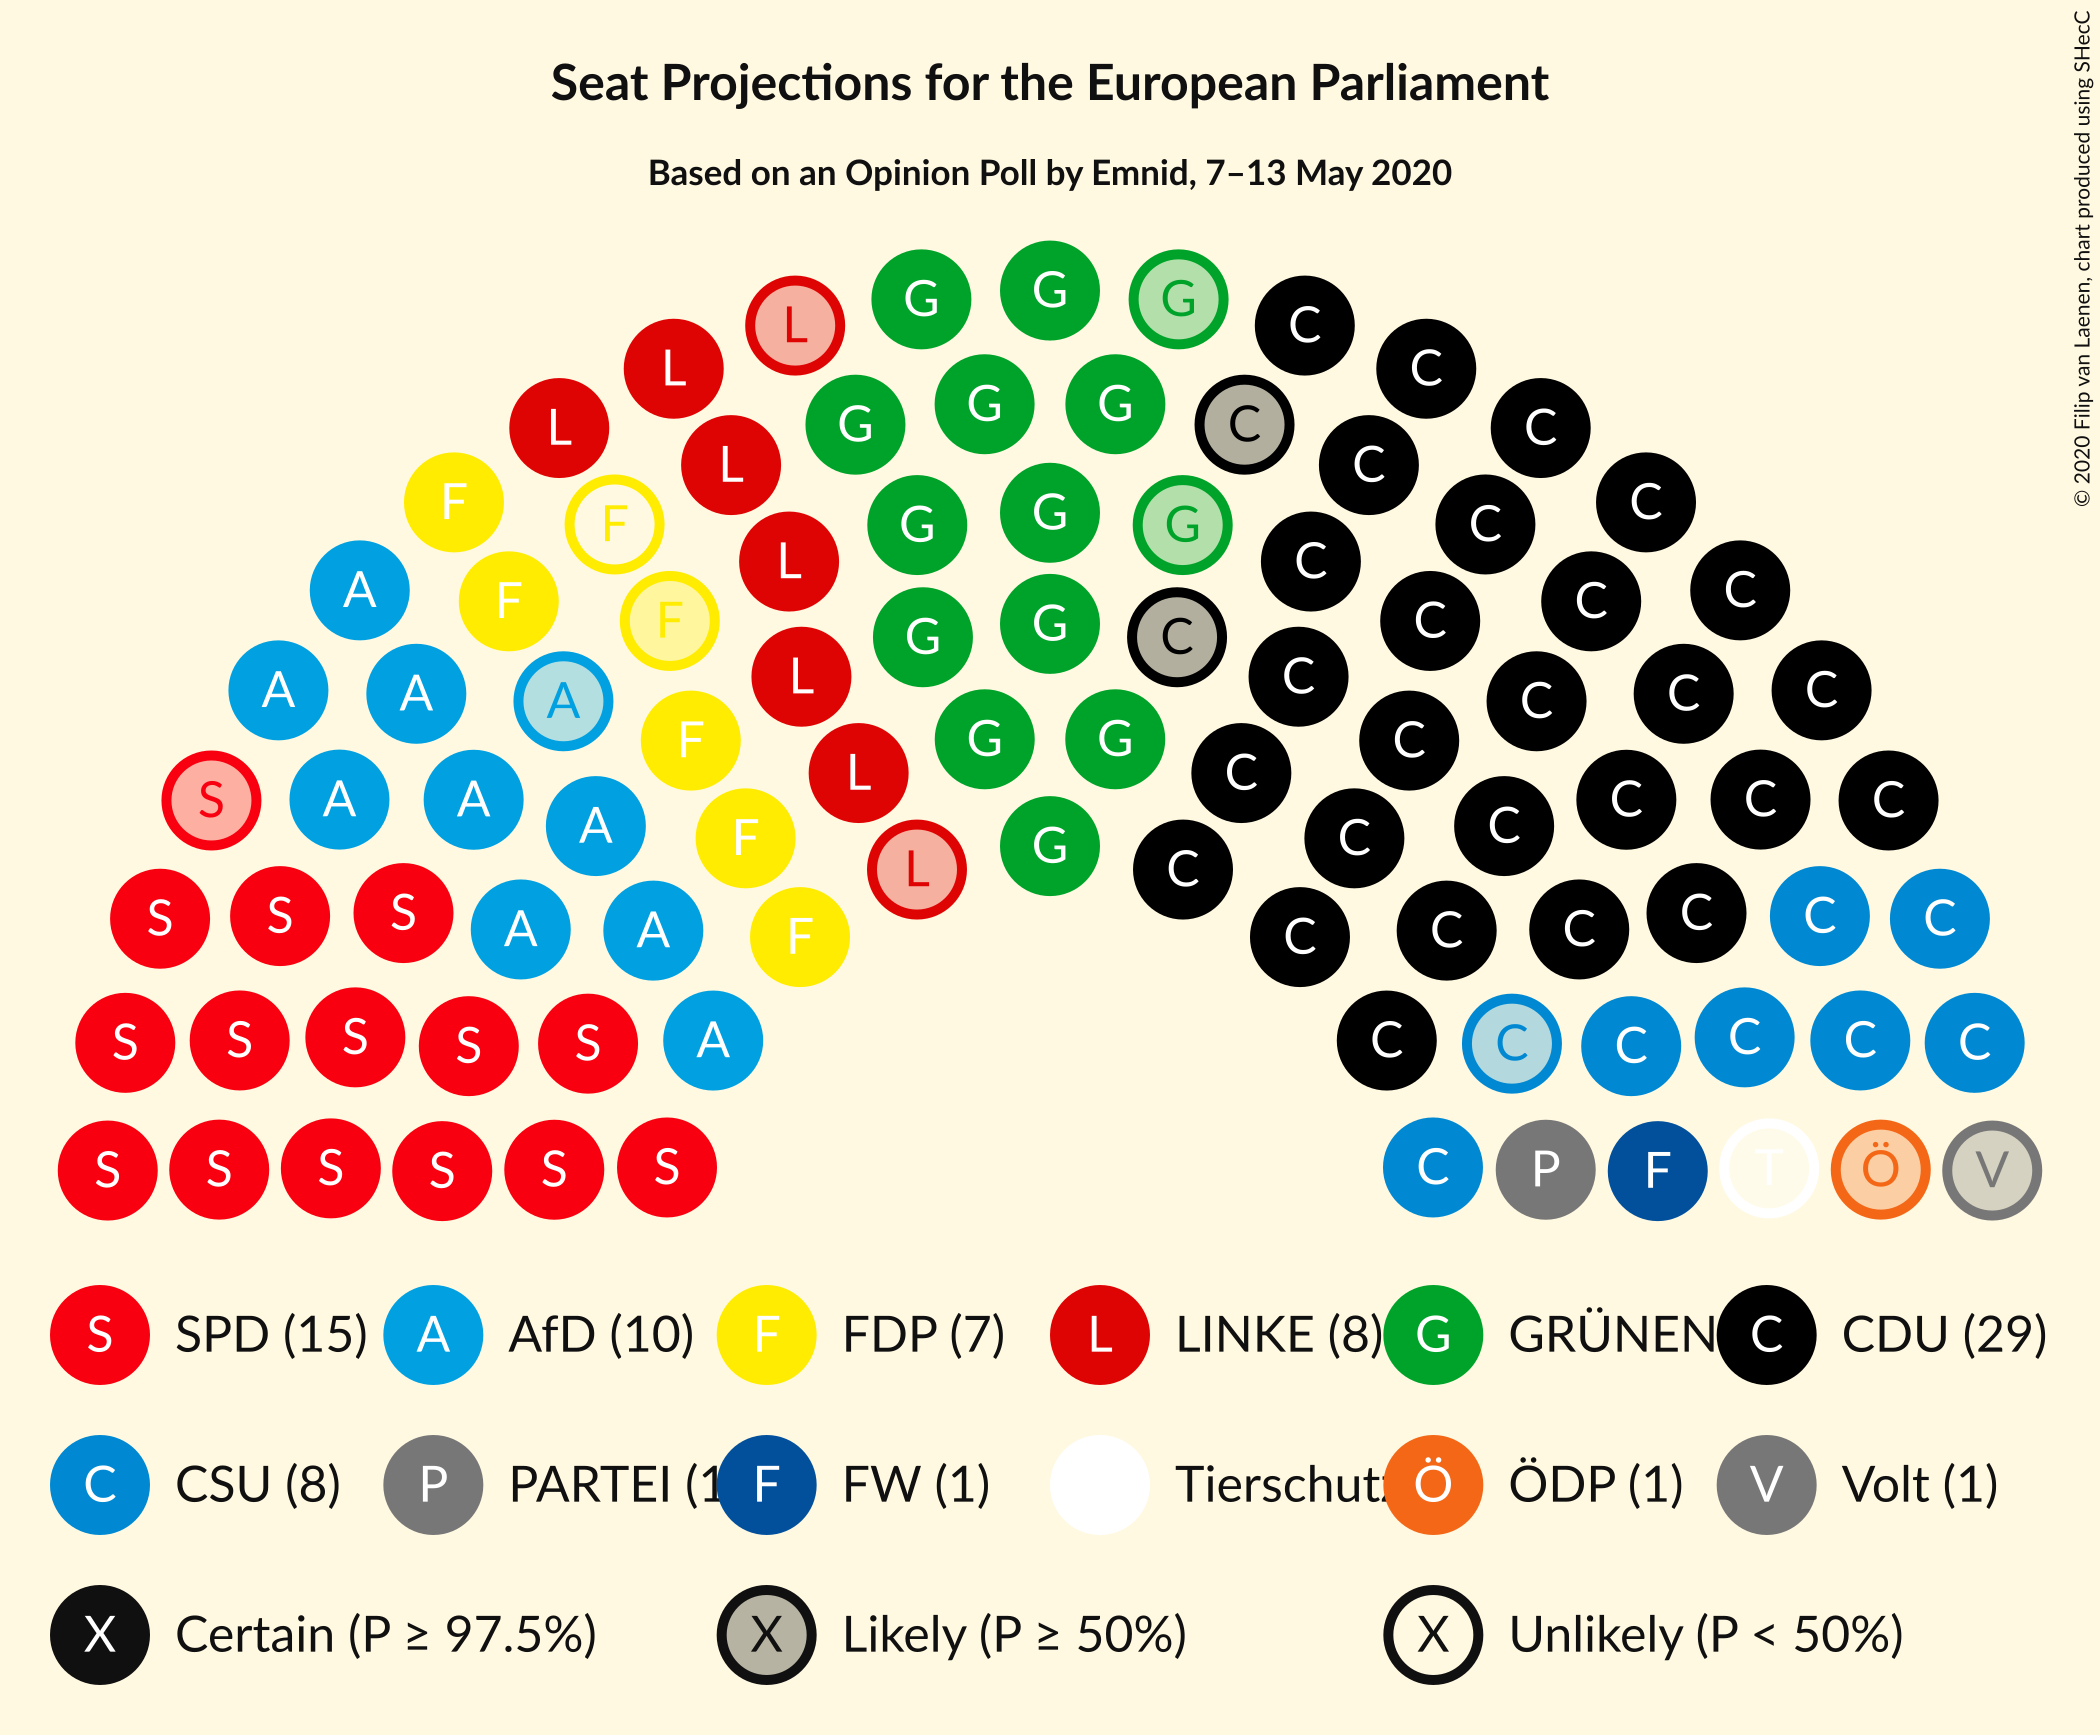 Seat Projections for the European Parliament
Based on an Opinion Poll by Emnid, 7–13 May 2020
© 2020 Filip van Laenen, chart produced using SHecC
G G G
L C
L C
G G G C
L C
L C
F G G G C
F C
L C
A F C
F L G G C C
A A A F L C C C C C
L G G C
S A A A F C C C C C
F L G C C
S S S A A F C C C C C C
S S S S S A C C C C C C
S S S S S S C P F T Ö V
S SPD (15) A AfD (10) F FDP (7) L LINKE (8) G GRÜNEN C CDU (29)
C CSU (8) P PARTEI (1 F FW (1) Tierschutz Ö ÖDP (1) V Volt (1)
X Certain (P ≥ 97.5%) X Likely (P ≥ 50%) X Unlikely (P < 50%)